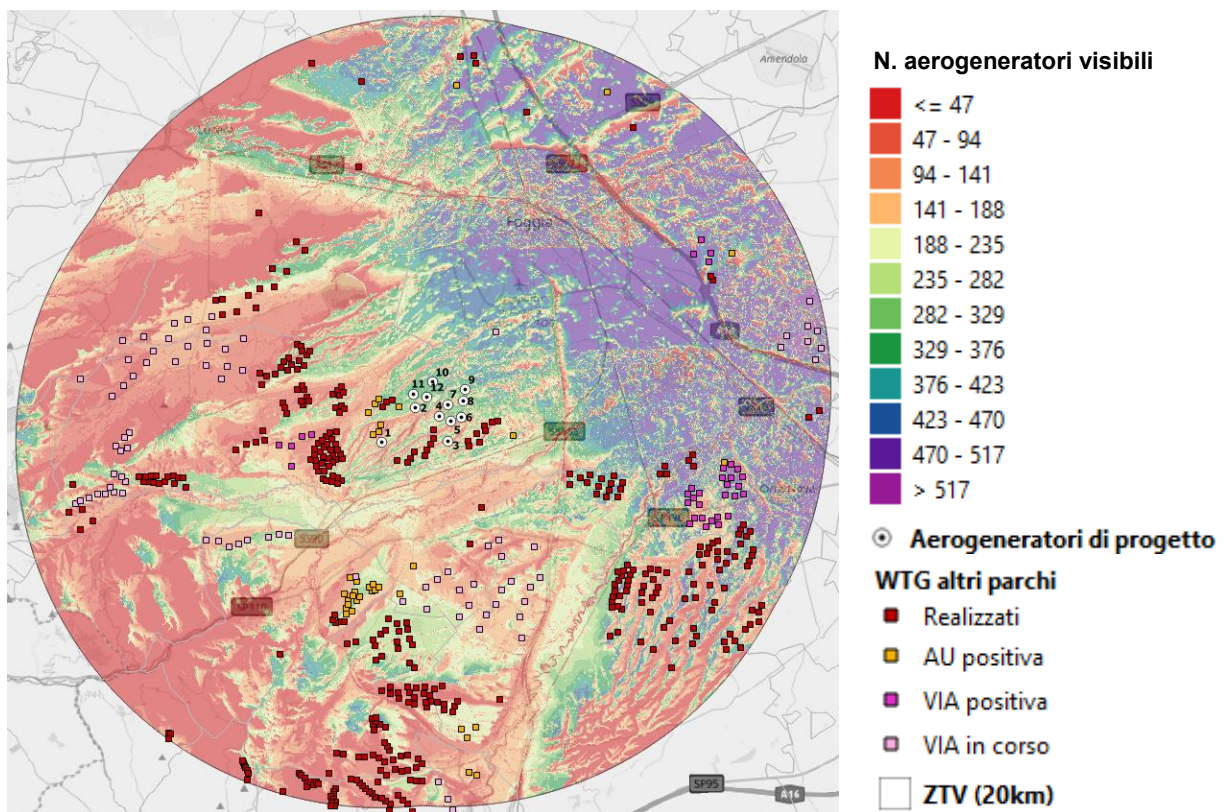 Amendola
Foggia
11
10
12
9
7
8
2
4
6
5
1
3
SS90
SP110
SP95
A16
N. aerogeneratori visibili
<= 47
47 - 94
94 - 141
141 - 188
188 - 235
235 - 282
282 - 329
329 - 376
376 - 423
423 - 470
470 - 517
> 517
Aerogeneratori di progetto
WTG altri parchi
Realizzati
AU positiva
VIA positiva
VIA in corso
ZTV (20km)